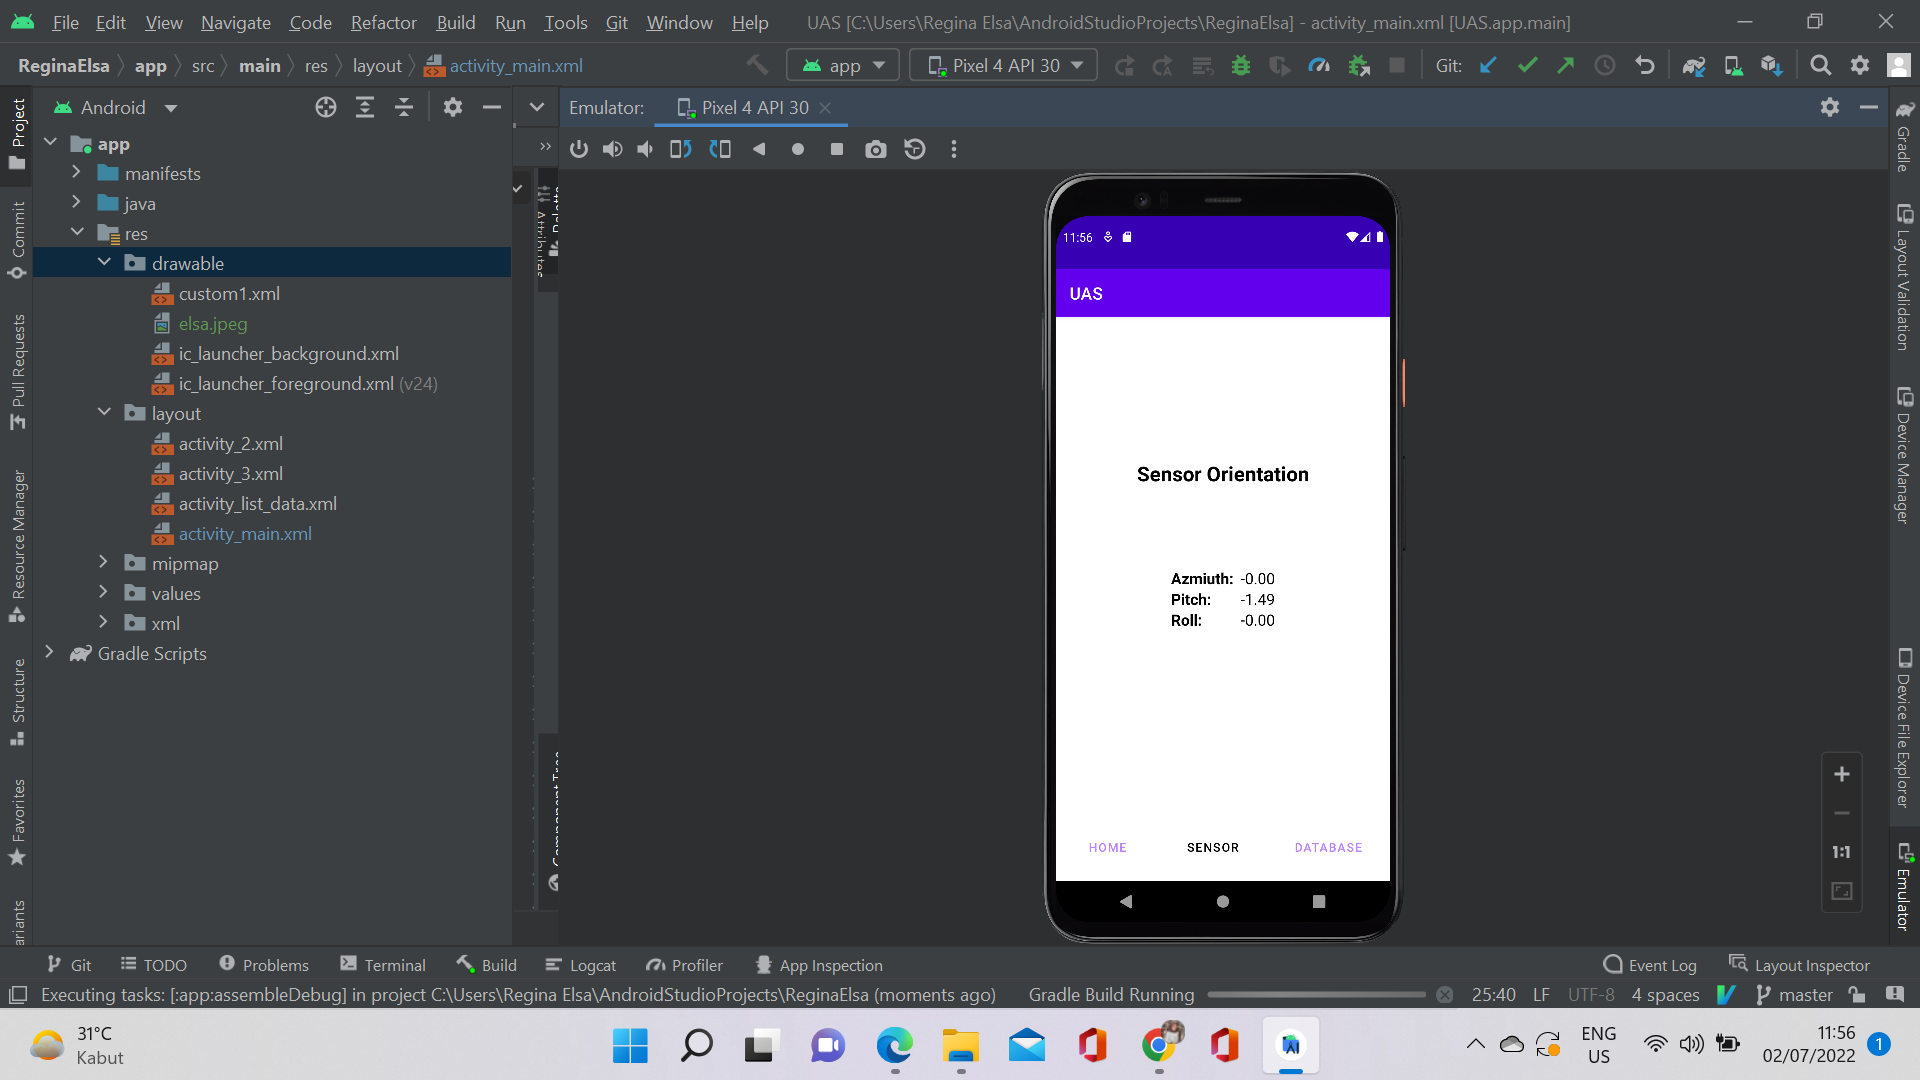 File Edit View Navigate Code Refactor Build Run Tools Git Window Help UAS [C:\Users\Regina Elsa\AndroidStudioProjects\ReginaElsa] - activity_main.xml [UAS.app.main]
ReginaElsa app src main res layout activity_main.xml app Pixel 4 API 30 Git:
Android Emulator: Pixel 4 API 30
Project
Commit
Pull Requests
Resource Manager
Structure
Favorites
app
manifests
java
res
drawable
custom1.xml
elsa.jpeg
ic_launcher_background.xml
ic_launcher_foreground.xml (v24)
layout
activity_2.xml
activity_3.xml
activity_list_data.xml
activity_main.xml
mipmap
values
xml
Gradle Scripts
Attributes
Component Tree
11:56
UAS
Sensor Orientation
Azmiuth: -0.00
Pitch: -1.49
Roll: -0.00
HOME SENSOR DATABASE
1:1
Gradle
Layout Validation
Device Manager
Device File Explorer
Emulator
Git TODO Problems Terminal Build Logcat Profiler App Inspection Event Log Layout Inspector
Executing tasks: [:app:assembleDebug] in project C:\Users\Regina Elsa\AndroidStudioProjects\ReginaElsa (moments ago) Gradle Build Running 25:40 LF UTF-8 4 spaces master
31°C
Kabut
ENG
US
11:56
02/07/2022
1